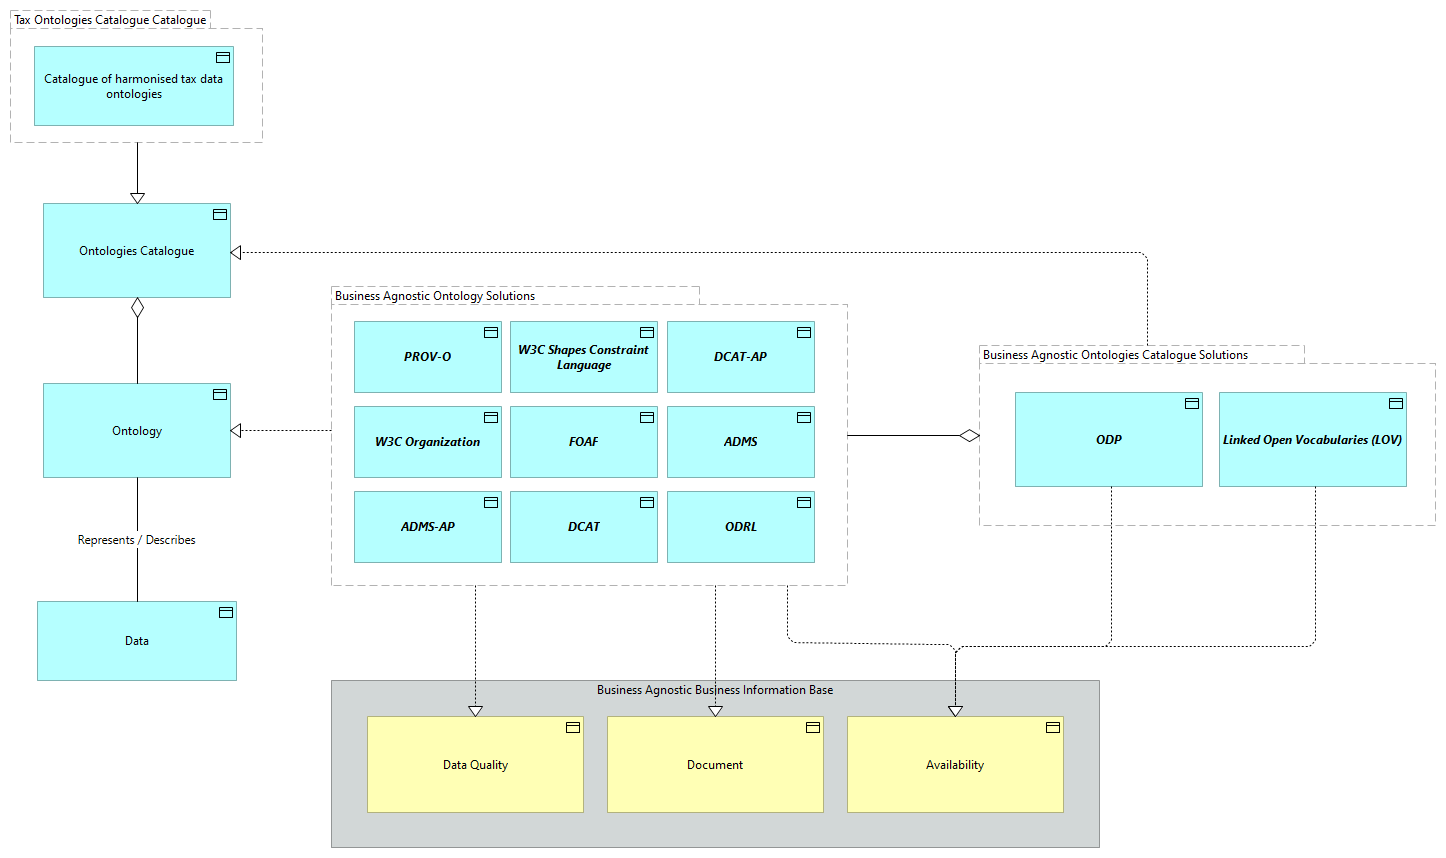 Tax Ontologies Catalogue Catalogue
Catalogue of harmonised tax data
ontologies
Ontologies Catalogue
Business Agnostic Ontology Solutions
PROV-O
W3C Shapes Constraint
Language
DCAT-AP
Business Agnostic Ontologies Catalogue Solutions
Ontology
W3C Organization
FOAF
ADMS
ODP
Linked Open Vocabularies (LOV)
ADMS-AP
DCAT
ODRL
Represents / Describes
Data
Business Agnostic Business Information Base
Data Quality
Document
Availability